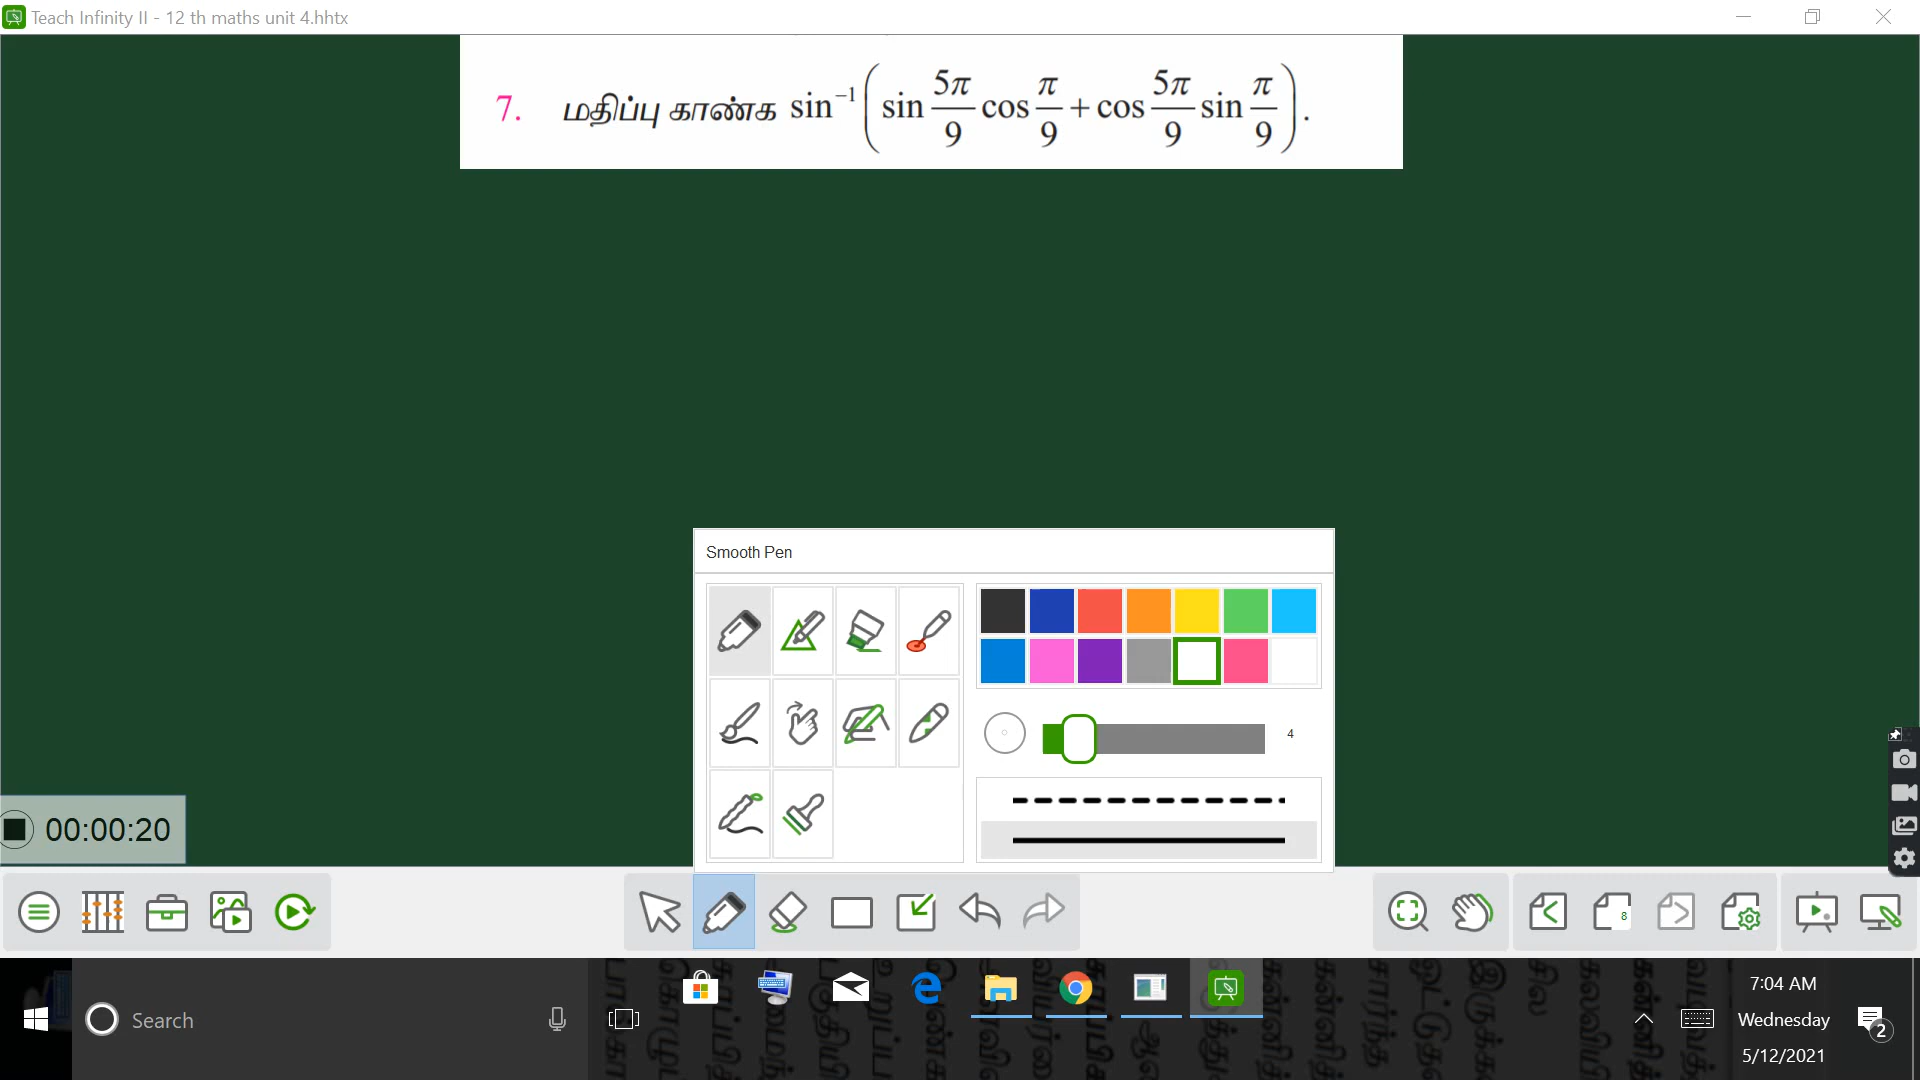 Teach Infinity II - 12 th maths unit 4.hhtx
7. மதிப்பு காண்க sin⁻¹(sin 5π/9 cos π/9 + cos 5π/9 sin π/9).
Smooth Pen
4
00:00:20
8
Search
7:04 AM
Wednesday
2
5/12/2021